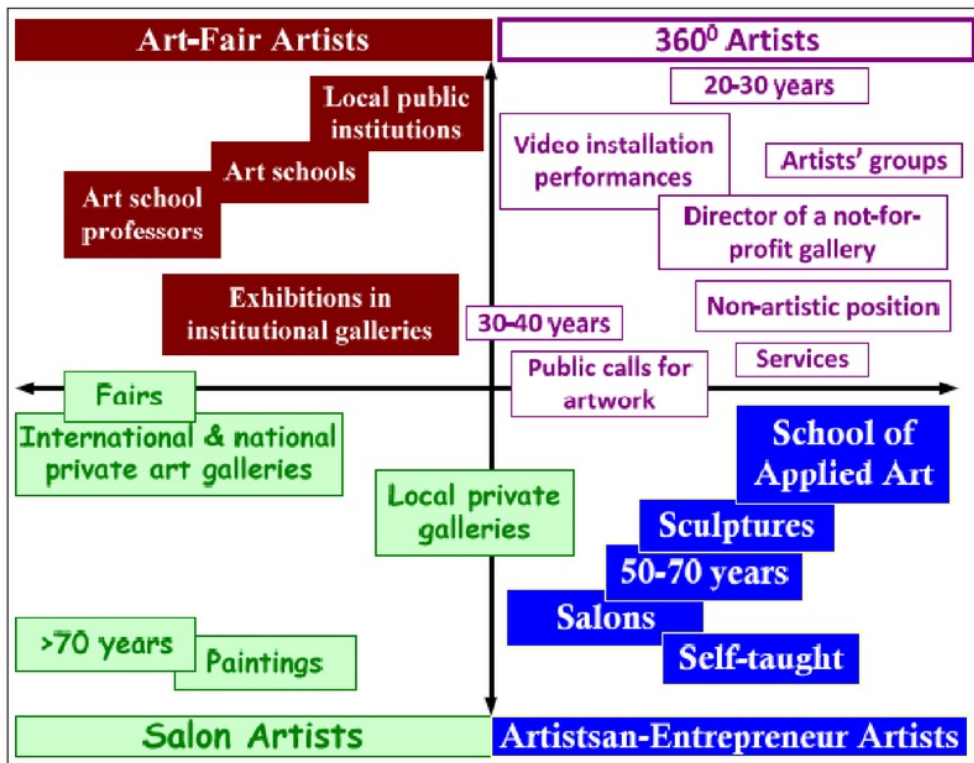 Art-Fair Artists
360⁰ Artists
Local public
institutions
Art schools
Art school
professors
Exhibitions in
institutional galleries
20-30 years
Video installation
performances
Artists' groups
Director of a not-for-
profit gallery
30-40 years
Non-artistic position
Public calls for
artwork
Services
Fairs
International & national
private art galleries
Local private
galleries
>70 years
Paintings
School of
Applied Art
Sculptures
50-70 years
Salons
Self-taught
Salon Artists
Artistsan-Entrepreneur Artists